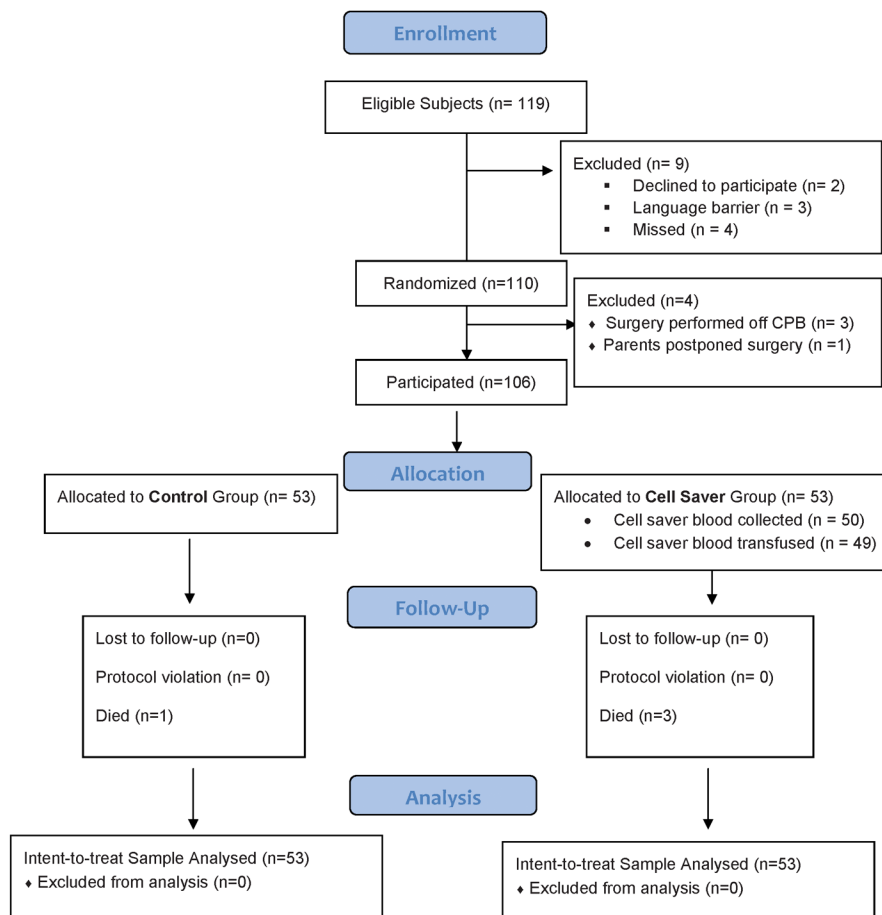 Enrollment
Eligible Subjects (n= 119)
Excluded (n= 9)
▪ Declined to participate (n= 2)
▪ Language barrier (n = 3)
▪ Missed (n = 4)
Randomized (n=110)
Excluded (n=4)
♦ Surgery performed off CPB (n= 3)
♦ Parents postponed surgery (n =1)
Participated (n=106)
Allocation
Allocated to Control Group (n= 53)
Allocated to Cell Saver Group (n= 53)
• Cell saver blood collected (n = 50)
• Cell saver blood transfused (n = 49)
Follow-Up
Lost to follow-up (n=0)
Protocol violation (n= 0)
Died (n=1)
Lost to follow-up (n= 0)
Protocol violation (n= 0)
Died (n=3)
Analysis
Intent-to-treat Sample Analysed (n=53)
♦ Excluded from analysis (n=0)
Intent-to-treat Sample Analysed (n=53)
♦ Excluded from analysis (n=0)